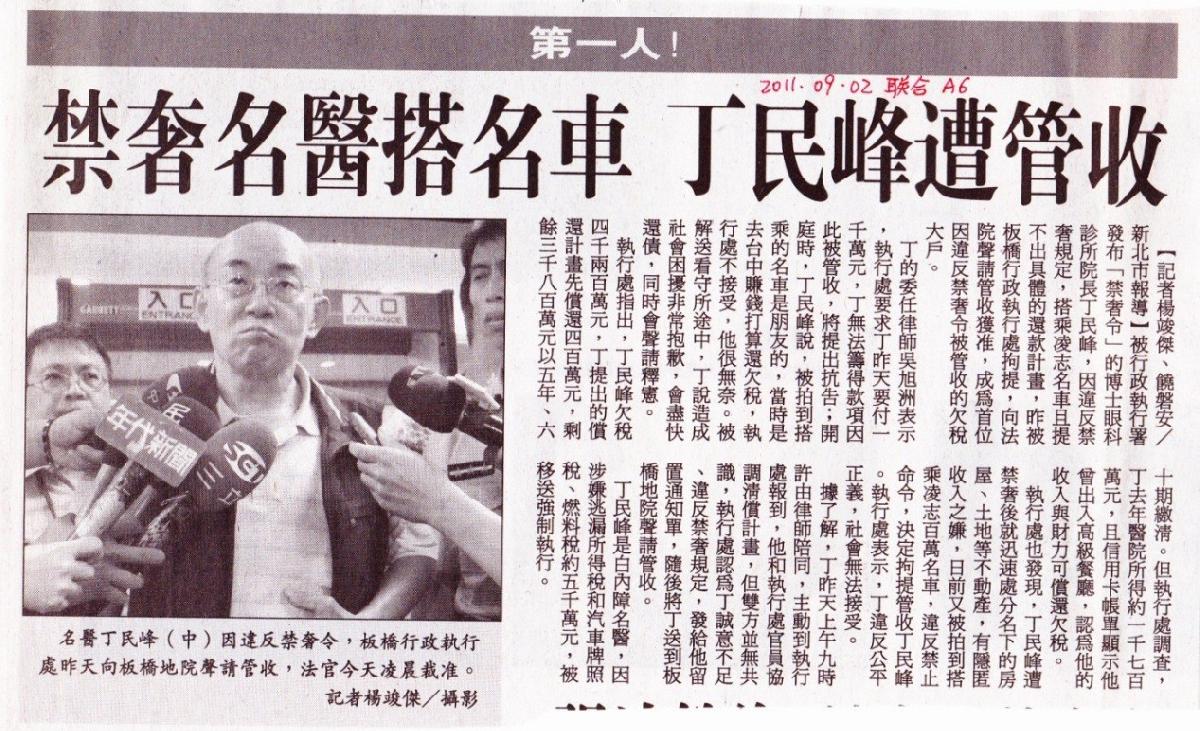 第一人!
2011.09.02 联合 A6
禁奢名醫搭名車 丁民峰遭管收
【記者楊竣傑、饒磐安/
新北市報導】被行政執行署
發布「禁奢令」的博士眼科
診所院長丁民峰,因違反禁
奢規定,搭乘凌志名車且提
不出具體的還款計畫,昨被
板橋行政執行處拘提,向法
院聲請管收獲准,成為首位
因違反禁奢令被管收的欠稅
大戶。
丁的委任律師吳旭洲表示
,執行處要求丁昨天要付一
千萬元,丁無法籌得款項因
此被管收,將提出抗告;開
庭時,丁民峰說,被拍到搭
乘的名車是朋友的,當時是
去台中賺錢打算還欠稅,執
行處不接受,他很無奈。被
解送看守所途中,丁說造成
社會困擾非常抱歉,會盡快
還債,同時會聲請釋憲。
執行處指出,丁民峰欠稅
四千兩百萬元,丁提出的償
還計畫先償還四百萬元,剩
餘三千八百萬元以五年、六
十期繳清。但執行處調查,
丁去年醫院所得約一千七百
萬元,且信用卡帳單顯示他
曾出入高級餐廳,認為他的
收入與財力可償還欠稅。
執行處也發現,丁民峰遭
禁奢後就迅速處分名下的房
屋、土地等不動產,有隱匿
收入之嫌,日前又被拍到搭
乘凌志百萬名車,違反禁止
命令,決定拘提管收丁民峰
。執行處表示,丁違反公平
正義,社會無法接受。
據了解,丁昨天上午九時
許由律師陪同,主動到執行
處報到,他和執行處官員協
調清償計畫,但雙方並無共
識,執行處認為丁誠意不足
、違反禁奢規定,發給他留
置通知單,隨後將丁送到板
橋地院聲請管收。
丁民峰是白內障名醫,因
涉嫌逃漏所得稅和汽車牌照
稅、燃料稅約五千萬元,被
移送強制執行。
GARRETT
入口
ENTRANCE
入口
ENTRANCE
民
年代新聞
三立
名醫丁民峰(中)因違反禁奢令,板橋行政執行
處昨天向板橋地院聲請管收,法官今天凌晨裁准。
記者楊竣傑/攝影